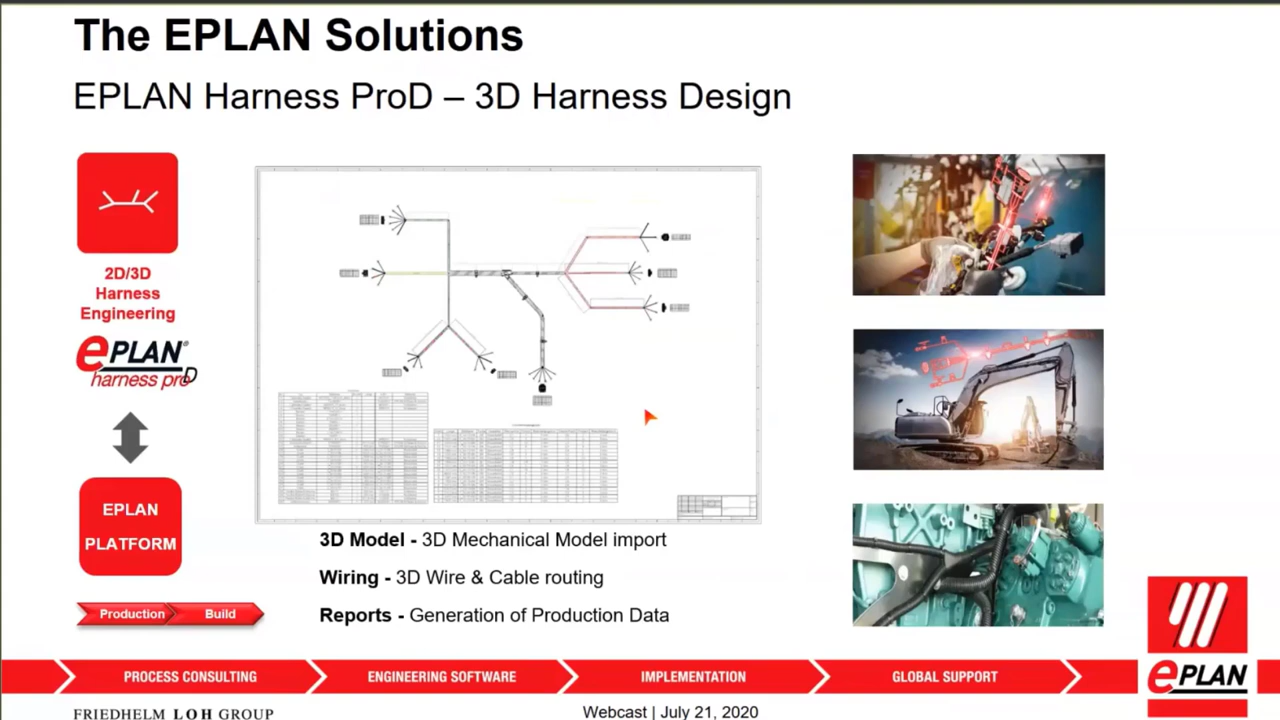 The EPLAN Solutions
EPLAN Harness ProD – 3D Harness Design
2D/3D
Harness
Engineering
ePLAN®
harness proD
EPLAN
PLATFORM
Production
Build
3D Model - 3D Mechanical Model import
Wiring - 3D Wire & Cable routing
Reports - Generation of Production Data
PROCESS CONSULTING
ENGINEERING SOFTWARE
IMPLEMENTATION
GLOBAL SUPPORT
ePLAN
FRIEDHELM LOH GROUP
Webcast | July 21, 2020